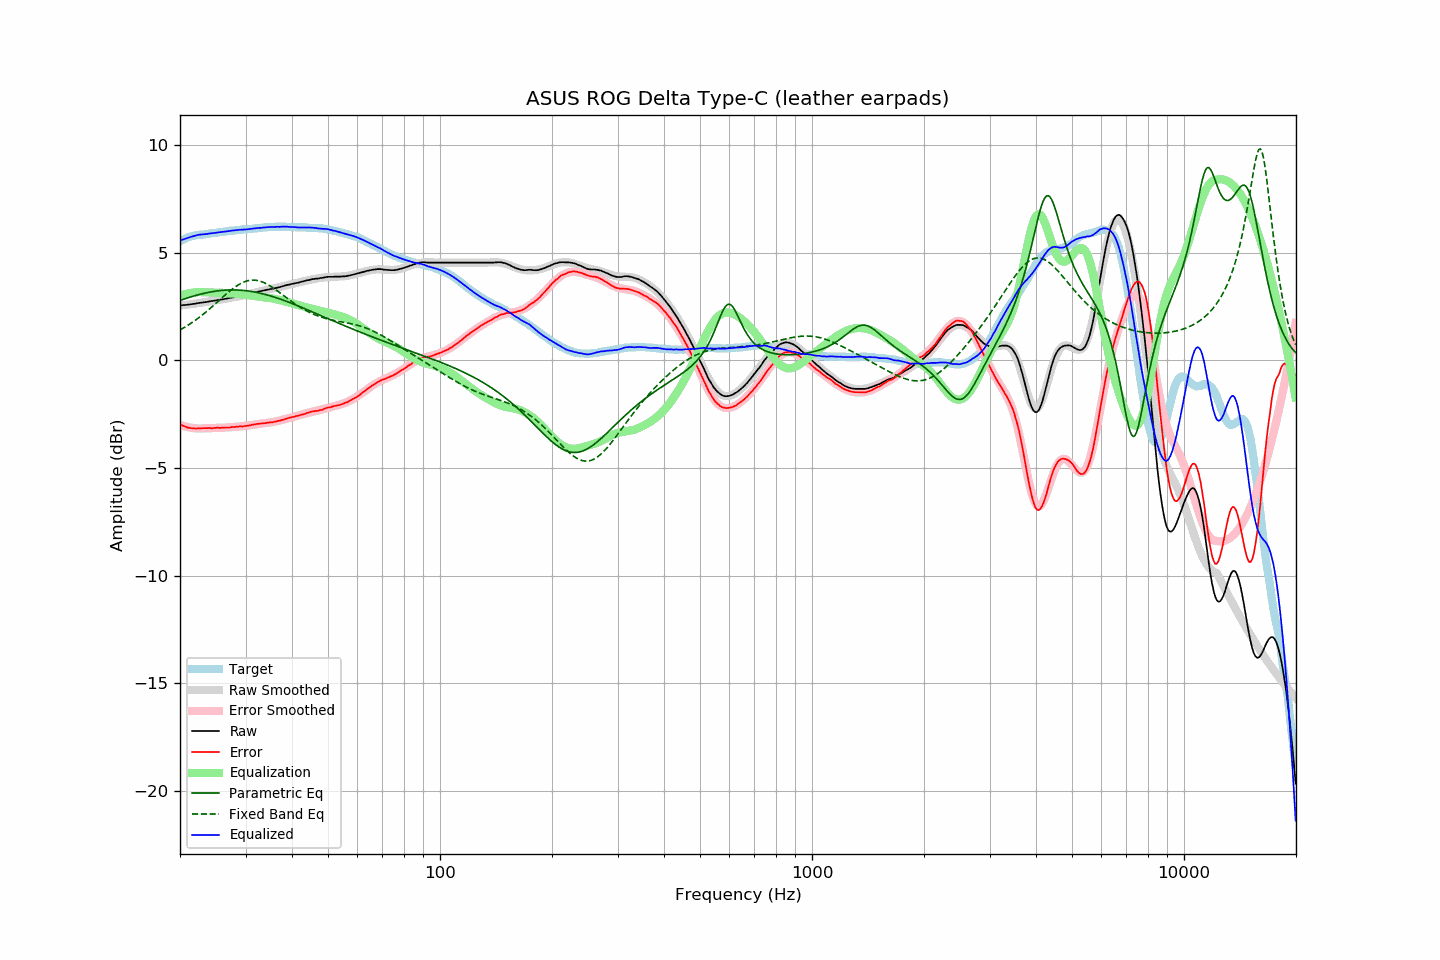 ASUS ROG Delta Type-C (leather earpads)
10
5
0
−5
−10
−15
−20
Amplitude (dBr)
Target
Raw Smoothed
Error Smoothed
Raw
Error
Equalization
Parametric Eq
Fixed Band Eq
Equalized
100
1000
10000
Frequency (Hz)